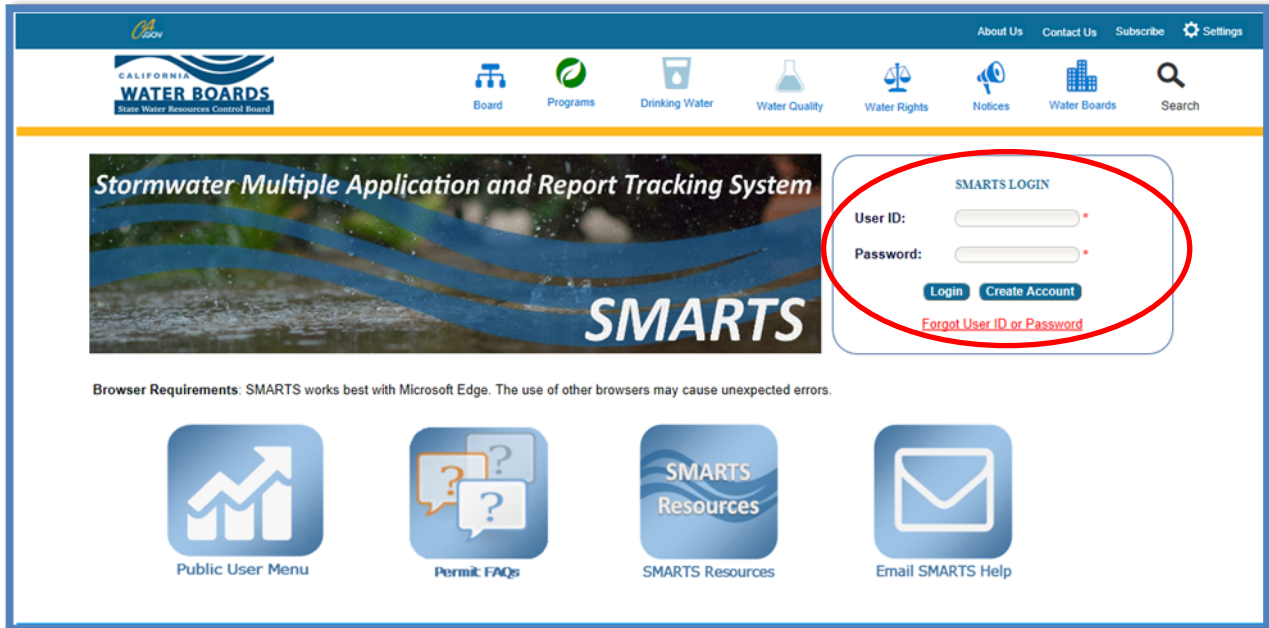 CA.GOV
About Us Contact Us Subscribe Settings
CALIFORNIA
WATER BOARDS
State Water Resources Control Board
Board Programs Drinking Water Water Quality Water Rights Notices Water Boards Search
Stormwater Multiple Application and Report Tracking System
SMARTS
SMARTS LOGIN
User ID: *
Password: *
Login Create Account
Forgot User ID or Password
Browser Requirements: SMARTS works best with Microsoft Edge. The use of other browsers may cause unexpected errors.
? ? ?
SMARTS
Resources
Public User Menu Permit FAQs SMARTS Resources Email SMARTS Help